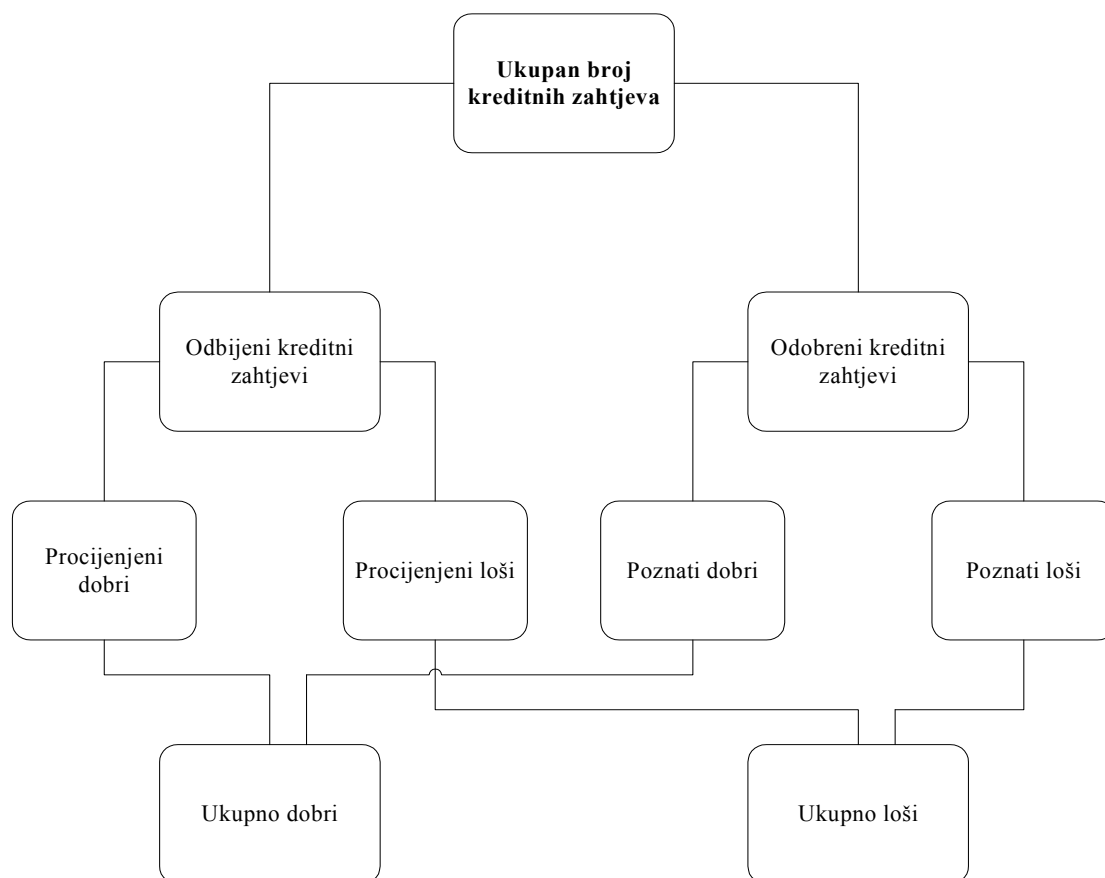 Ukupan broj
kreditnih zahtjeva
Odbijeni kreditni
zahtjevi
Odobreni kreditni
zahtjevi
Procijenjeni
dobri
Procijenjeni loši
Poznati dobri
Poznati loši
Ukupno dobri
Ukupno loši